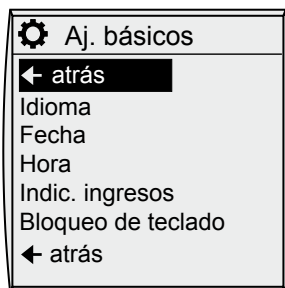 Aj. básicos
← atrás
Idioma
Fecha
Hora
Indic. ingresos
Bloqueo de teclado
← atrás